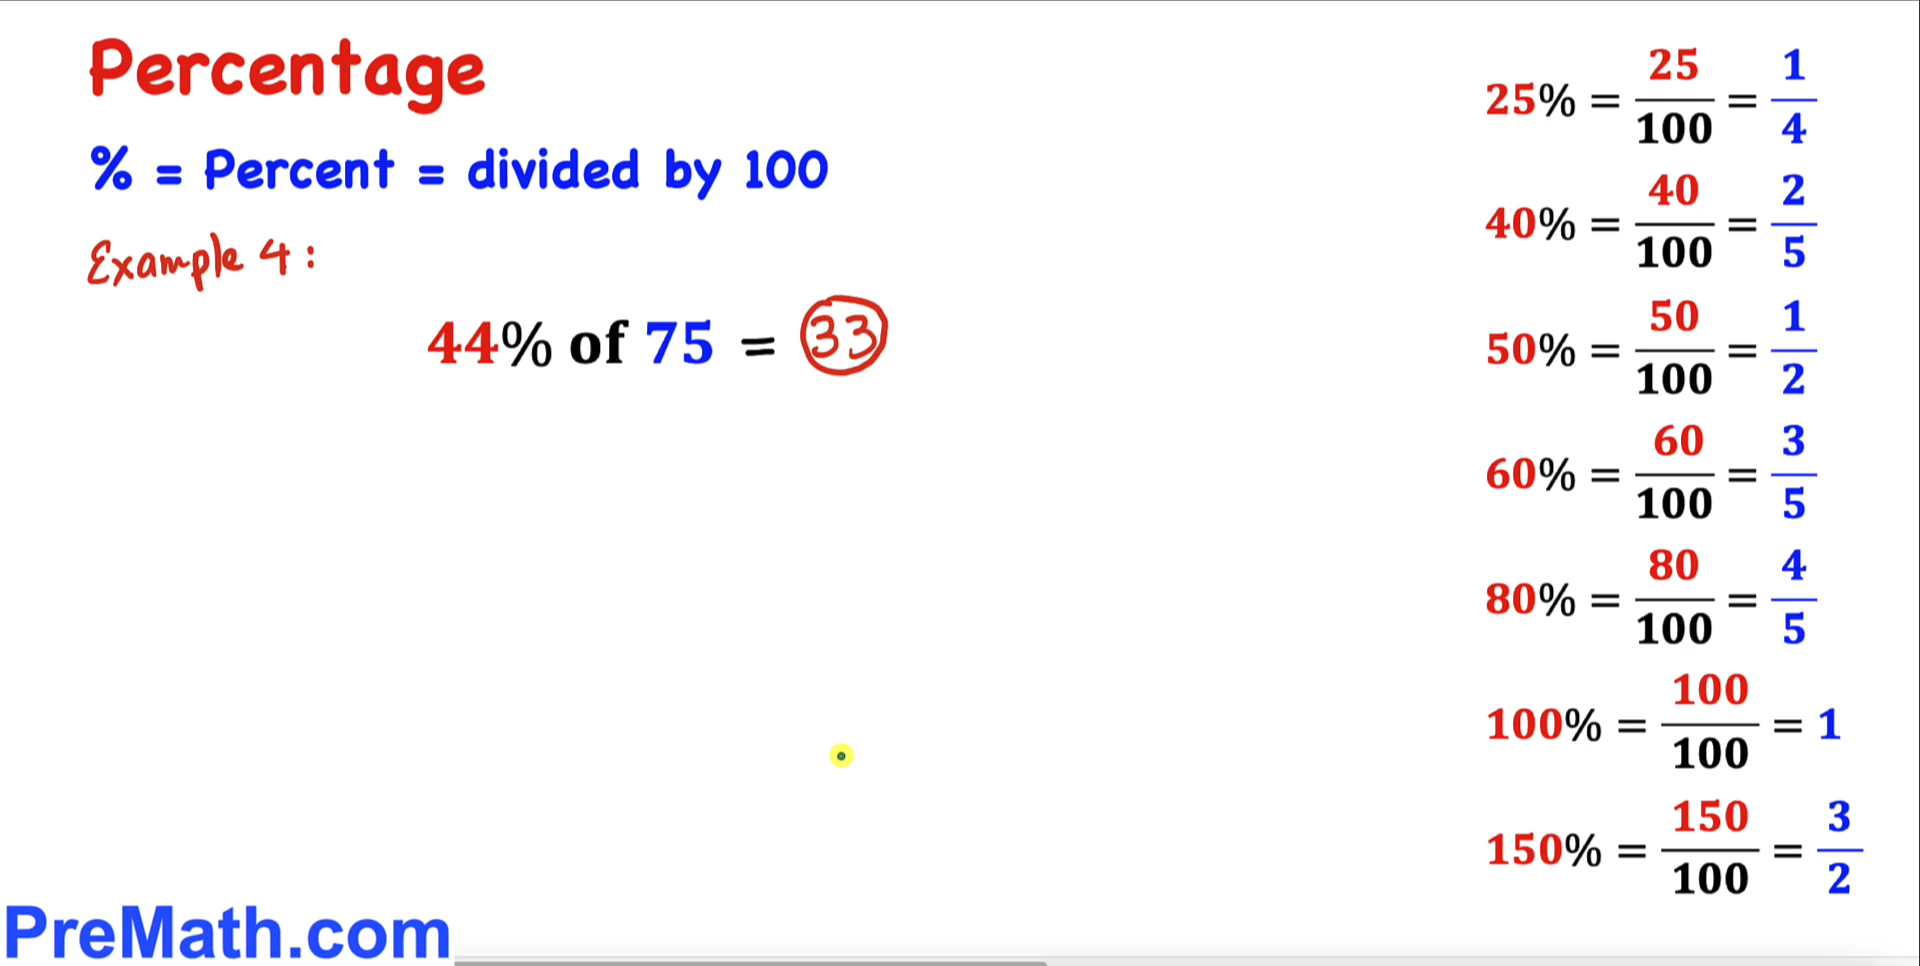 Percentage
% = Percent = divided by 100
Example 4:
44% of 75 = 33
25% = 25/100 = 1/4
40% = 40/100 = 2/5
50% = 50/100 = 1/2
60% = 60/100 = 3/5
80% = 80/100 = 4/5
100% = 100/100 = 1
150% = 150/100 = 3/2
PreMath.com